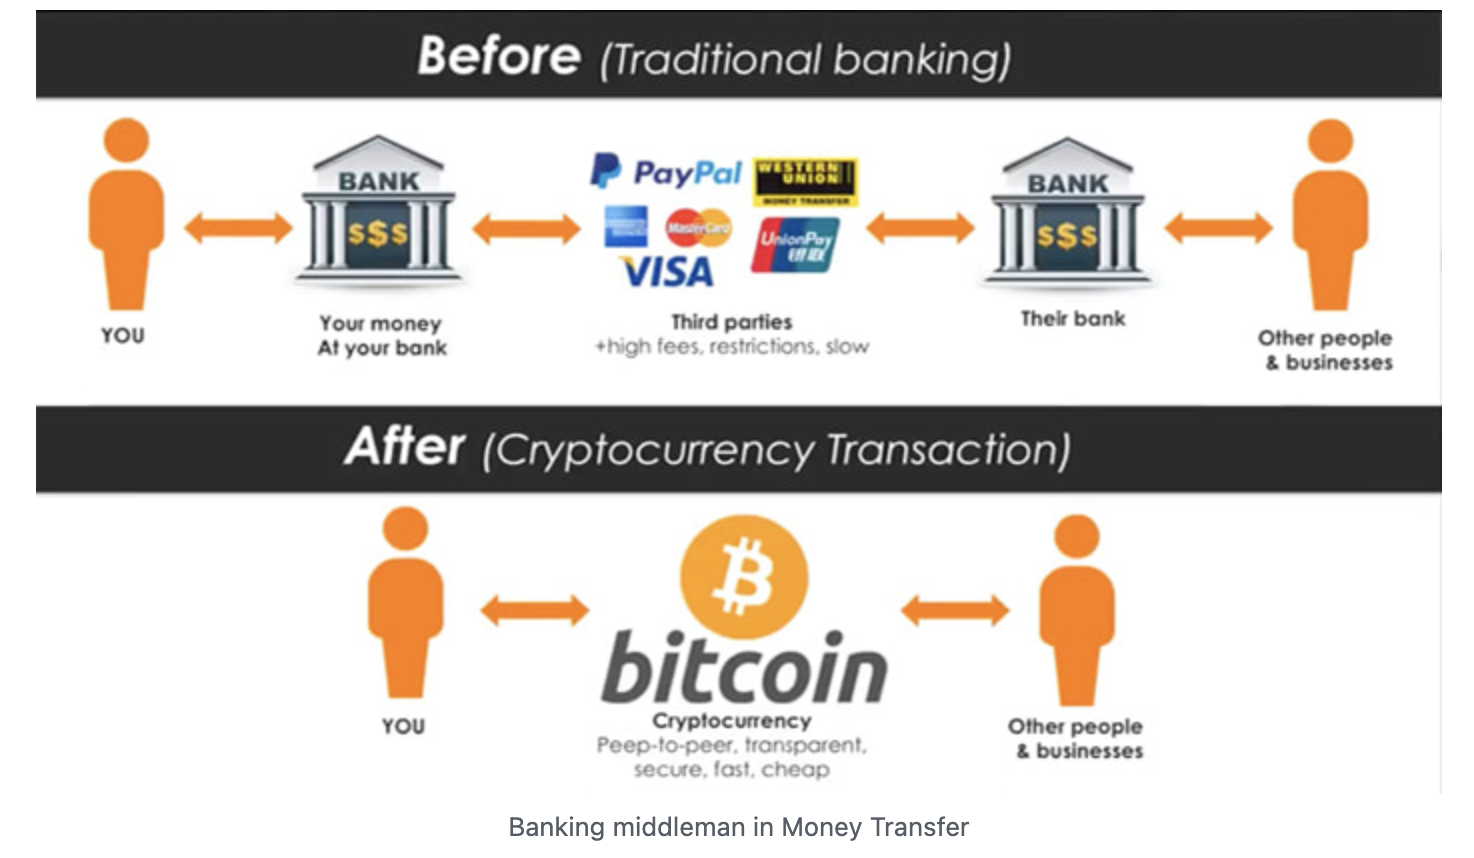 Before (Traditional banking)
BANK
$$$
PayPal
WESTERN
UNION
MONEY TRANSFER
MasterCard
UnionPay
VISA
BANK
$$$
YOU
Your money
At your bank
Third parties
+high fees, restrictions, slow
Their bank
Other people
& businesses
After (Cryptocurrency Transaction)
bitcoin
Cryptocurrency
Peep-to-peer, transparent,
secure, fast, cheap
YOU
Other people
& businesses
Banking middleman in Money Transfer